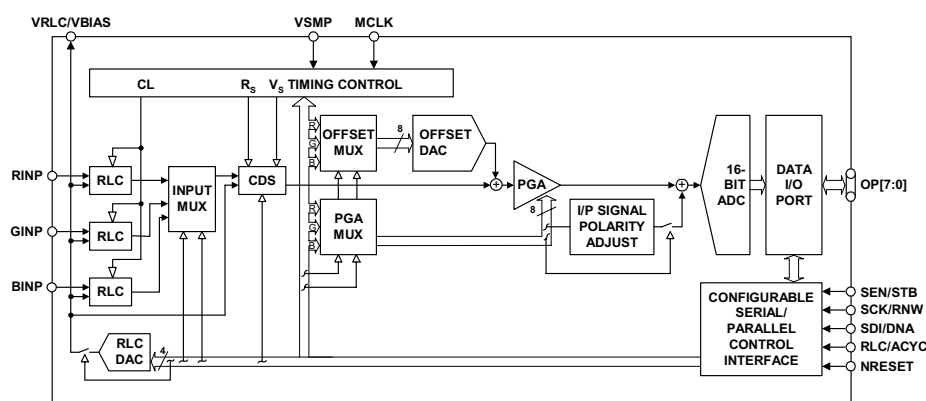 VRLC/VBIAS
VSMP
MCLK
CL
RS
VS TIMING CONTROL
R
G
B
OFFSET
MUX
8
OFFSET
DAC
RINP
RLC
INPUT
MUX
CDS
PGA
16-
BIT
ADC
DATA
I/O
PORT
OP[7:0]
GINP
RLC
R
G
B
PGA
MUX
8
I/P SIGNAL
POLARITY
ADJUST
BINP
RLC
CONFIGURABLE
SERIAL/
PARALLEL
CONTROL
INTERFACE
SEN/STB
SCK/RNW
SDI/DNA
RLC/ACYC
NRESET
RLC
DAC
4